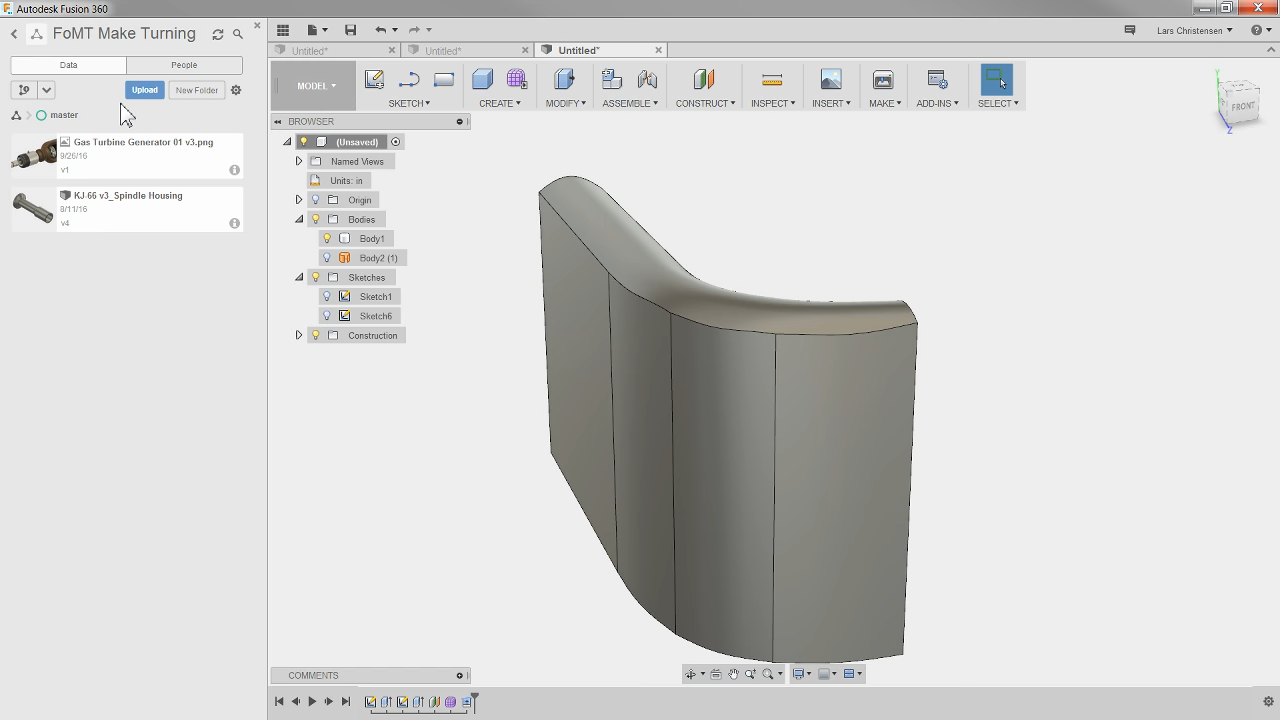 Autodesk Fusion 360
FoMT Make Turning
Data
People
Upload
New Folder
master
Gas Turbine Generator 01 v3.png
9/26/16
v1
KJ-66 v3_Spindle Housing
8/11/16
v4
Lars Christensen
Untitled*
Untitled*
Untitled*
MODEL
SKETCH
CREATE
MODIFY
ASSEMBLE
CONSTRUCT
INSPECT
INSERT
MAKE
ADD-INS
SELECT
BROWSER
(Unsaved)
Named Views
Units: in
Origin
Bodies
Body1
Body2 (1)
Sketches
Sketch1
Sketch6
Construction
Y
FRONT
Z
COMMENTS